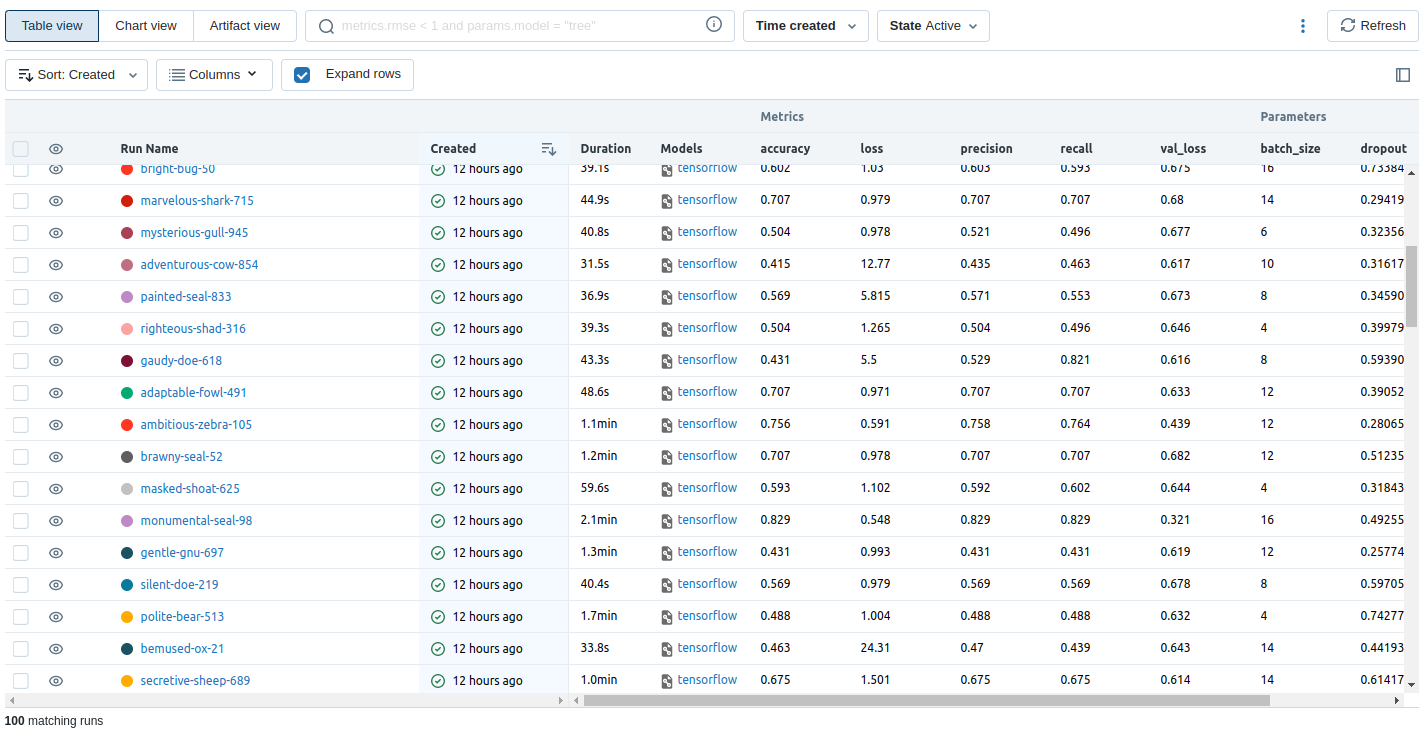 Table view Chart view Artifact view metrics.rmse < 1 and params.model = "tree" Time created State Active Refresh
Sort: Created Columns Expand rows
Metrics Parameters
Run Name Created Duration Models accuracy loss precision recall val_loss batch_size dropout
bright-bug-50 12 hours ago 39.1s tensorflow 0.602 1.03 0.603 0.593 0.675 16 0.73384
marvelous-shark-715 12 hours ago 44.9s tensorflow 0.707 0.979 0.707 0.707 0.68 14 0.29419
mysterious-gull-945 12 hours ago 40.8s tensorflow 0.504 0.978 0.521 0.496 0.677 6 0.32356
adventurous-cow-854 12 hours ago 31.5s tensorflow 0.415 12.77 0.435 0.463 0.617 10 0.31617
painted-seal-833 12 hours ago 36.9s tensorflow 0.569 5.815 0.571 0.553 0.673 8 0.34590
righteous-shad-316 12 hours ago 39.3s tensorflow 0.504 1.265 0.504 0.496 0.646 4 0.39979
gaudy-doe-618 12 hours ago 43.3s tensorflow 0.431 5.5 0.529 0.821 0.616 8 0.59390
adaptable-fowl-491 12 hours ago 48.6s tensorflow 0.707 0.971 0.707 0.707 0.633 12 0.39052
ambitious-zebra-105 12 hours ago 1.1min tensorflow 0.756 0.591 0.758 0.764 0.439 12 0.28065
brawny-seal-52 12 hours ago 1.2min tensorflow 0.707 0.978 0.707 0.707 0.682 12 0.51235
masked-shoat-625 12 hours ago 59.6s tensorflow 0.593 1.102 0.592 0.602 0.644 4 0.31843
monumental-seal-98 12 hours ago 2.1min tensorflow 0.829 0.548 0.829 0.829 0.321 16 0.49255
gentle-gnu-697 12 hours ago 1.3min tensorflow 0.431 0.993 0.431 0.431 0.619 12 0.25774
silent-doe-219 12 hours ago 40.4s tensorflow 0.569 0.979 0.569 0.569 0.678 8 0.59705
polite-bear-513 12 hours ago 1.7min tensorflow 0.488 1.004 0.488 0.488 0.632 4 0.74277
bemused-ox-21 12 hours ago 33.8s tensorflow 0.463 24.31 0.47 0.439 0.643 14 0.44193
secretive-sheep-689 12 hours ago 1.0min tensorflow 0.675 1.501 0.675 0.675 0.614 14 0.61417
100 matching runs